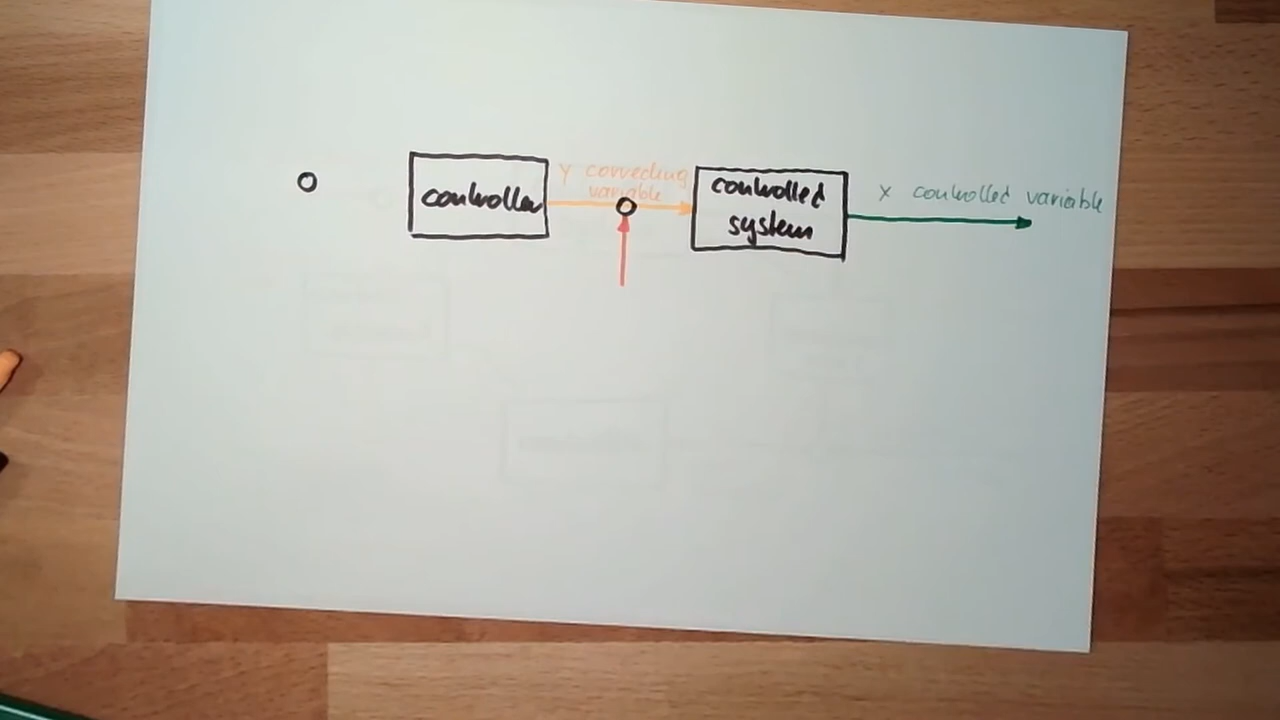 controller
Y correcting
variable
controlled
system
x controlled variable